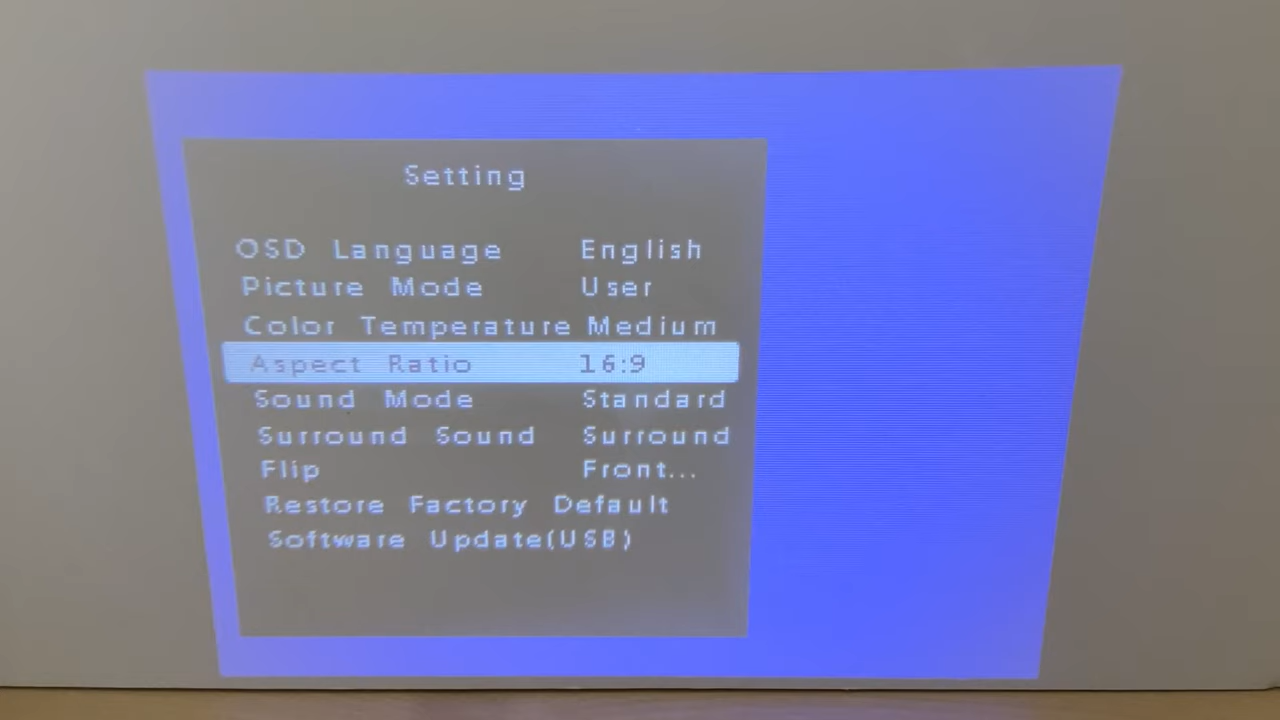 Setting
OSD Language English
Picture Mode User
Color Temperature Medium
Aspect Ratio 16:9
Sound Mode Standard
Surround Sound Surround
Flip Front...
Restore Factory Default
Software Update(USB)